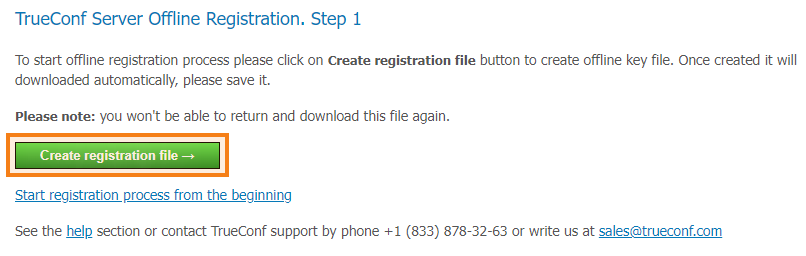 TrueConf Server Offline Registration. Step 1
To start offline registration process please click on Create registration file button to create offline key file. Once created it will
downloaded automatically, please save it.
Please note: you won't be able to return and download this file again.
Create registration file →
Start registration process from the beginning
See the help section or contact TrueConf support by phone +1 (833) 878-32-63 or write us at sales@trueconf.com